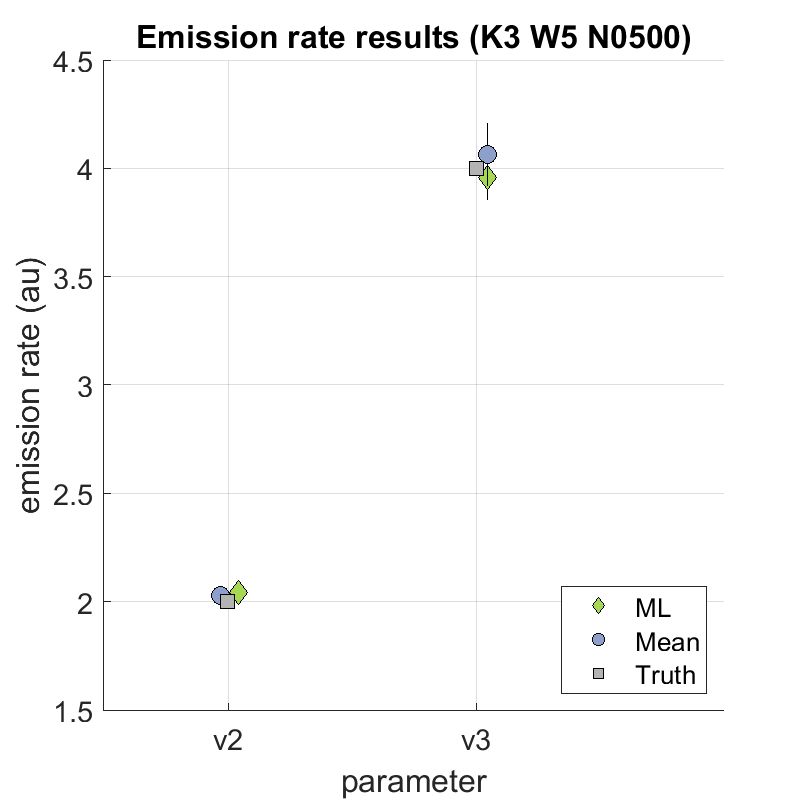 Emission rate results (K3 W5 N0500)
4.5
4
3.5
3
2.5
2
1.5
emission rate (au)
v2
v3
parameter
ML
Mean
Truth